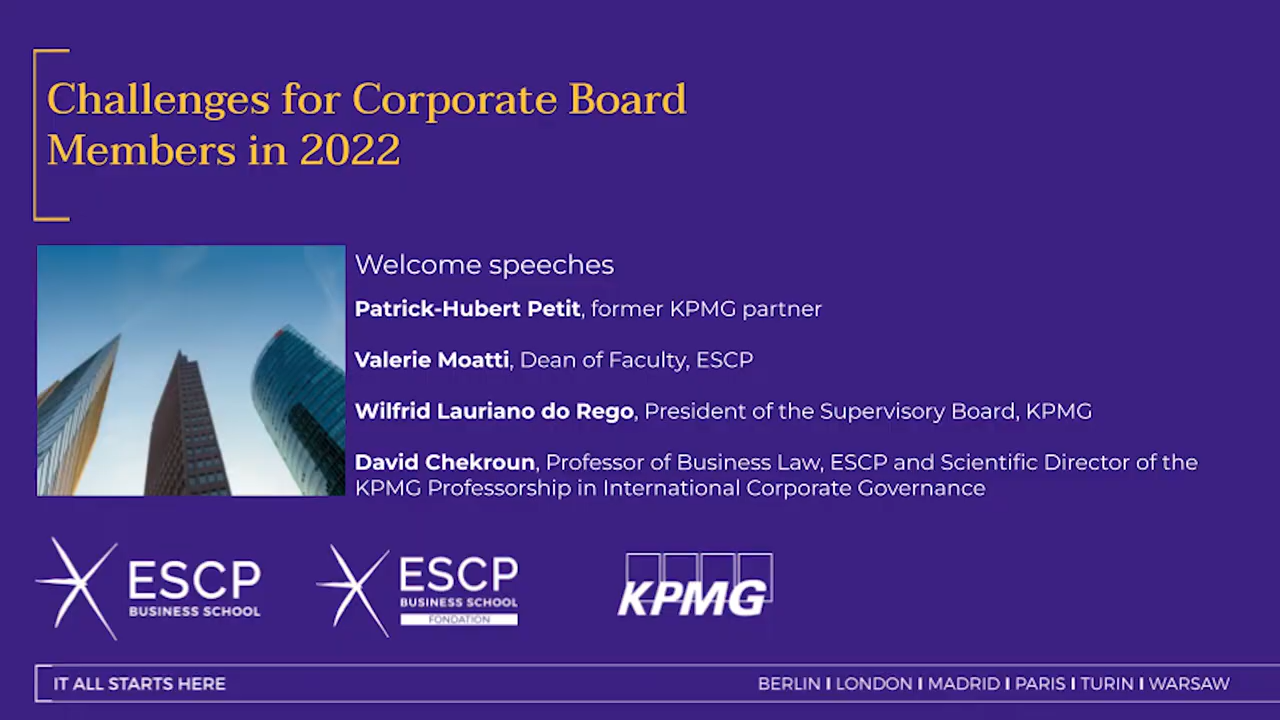 Challenges for Corporate Board
Members in 2022
Welcome speeches
Patrick-Hubert Petit, former KPMG partner
Valerie Moatti, Dean of Faculty, ESCP
Wilfrid Lauriano do Rego, President of the Supervisory Board, KPMG
David Chekroun, Professor of Business Law, ESCP and Scientific Director of the
KPMG Professorship in International Corporate Governance
ESCP
BUSINESS SCHOOL
ESCP
BUSINESS SCHOOL
FONDATION
KPMG
IT ALL STARTS HERE
BERLIN I LONDON I MADRID I PARIS I TURIN I WARSAW